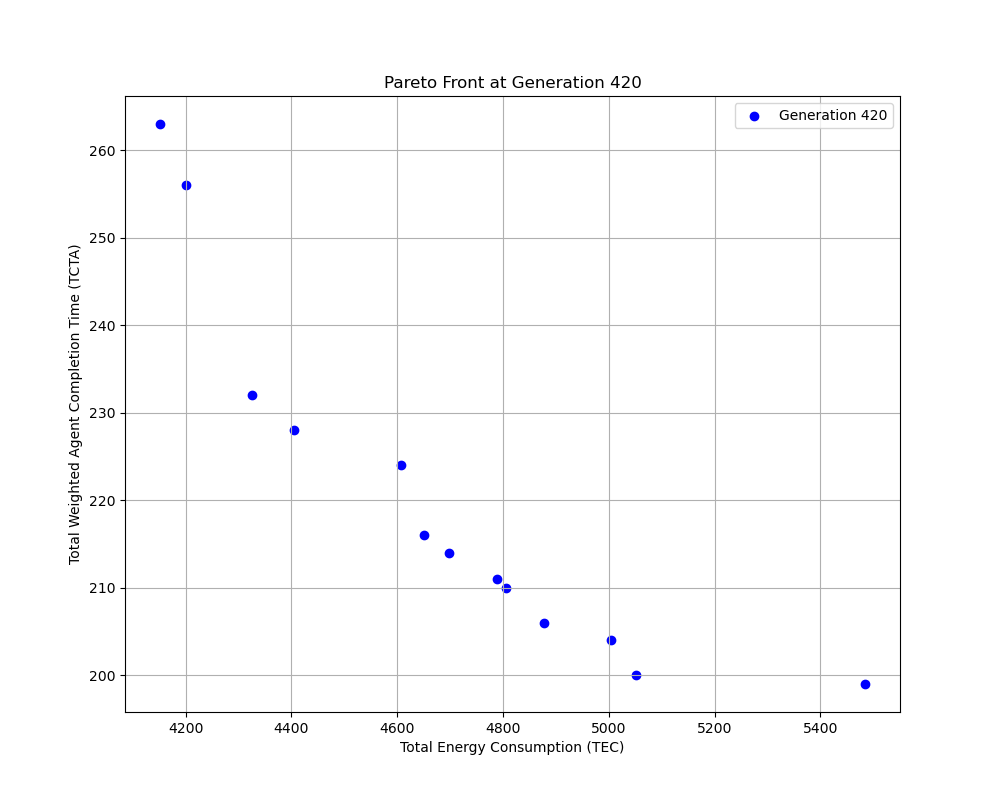 Pareto Front at Generation 420
Generation 420
Total Weighted Agent Completion Time (TCTA)
260
250
240
230
220
210
200
4200 4400 4600 4800 5000 5200 5400
Total Energy Consumption (TEC)